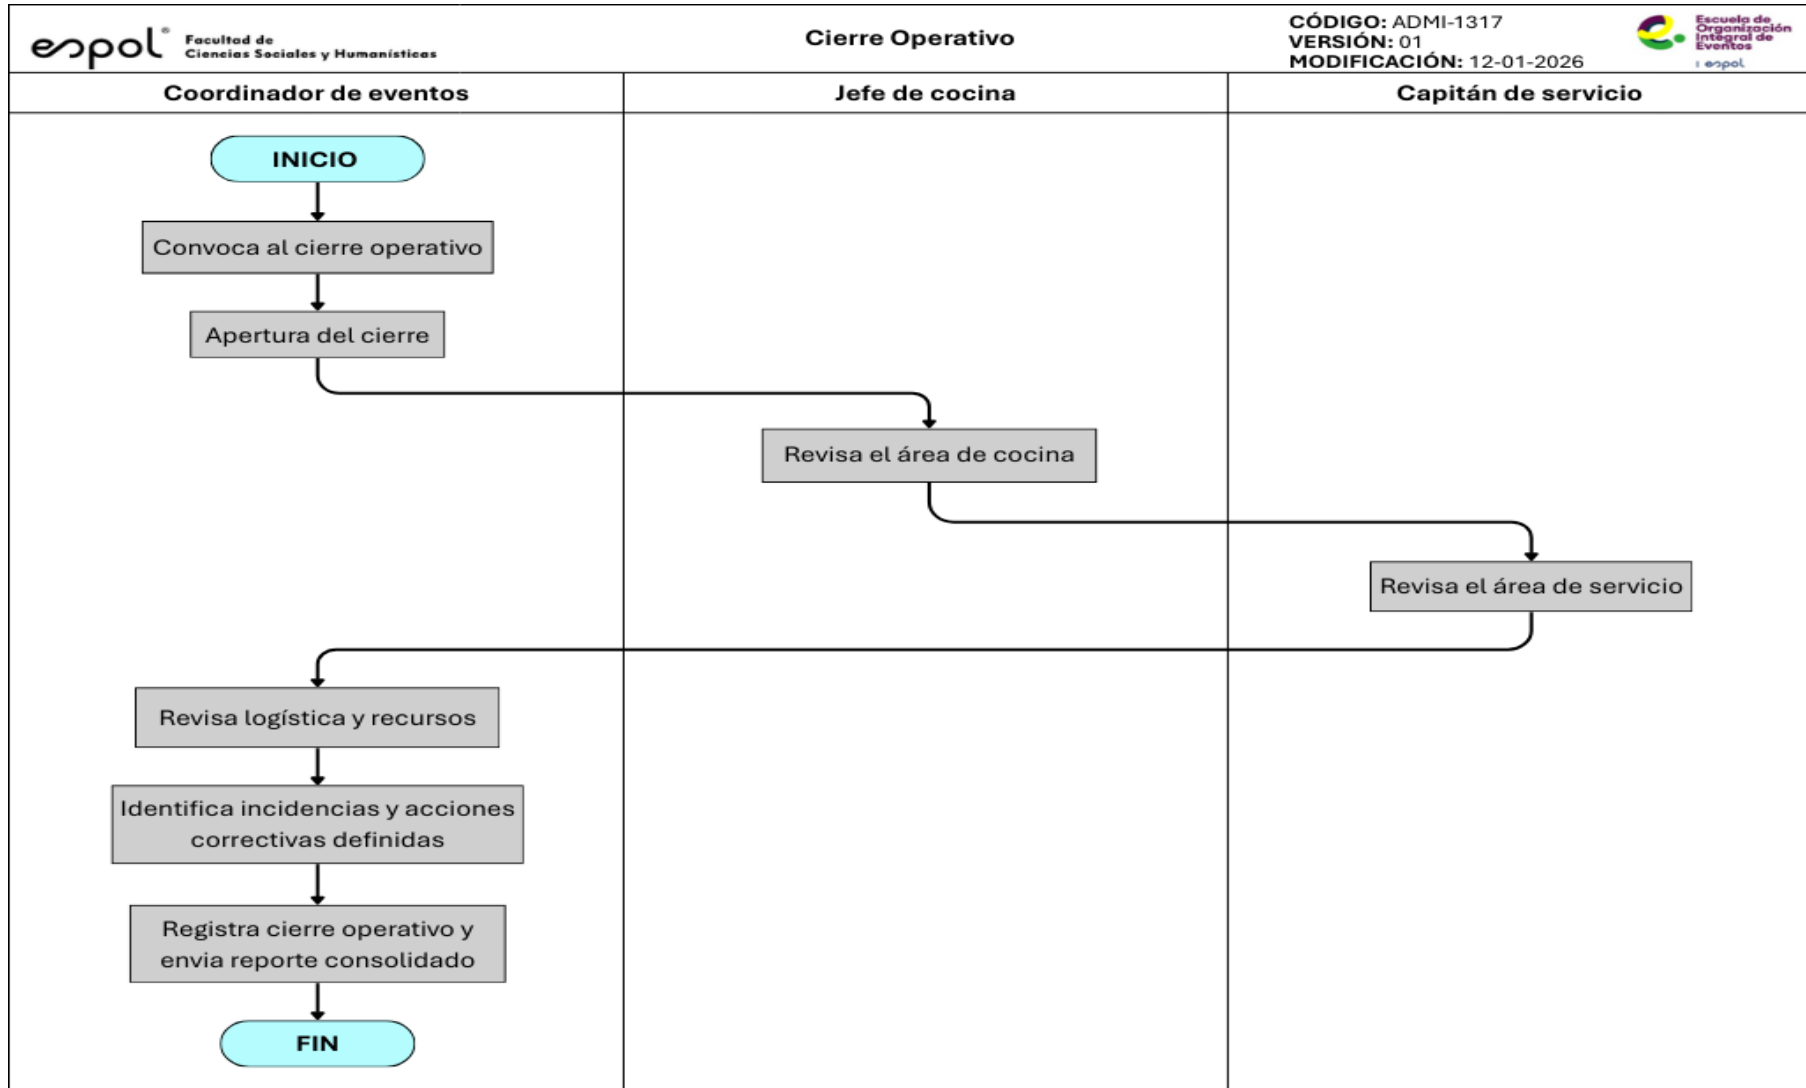 espol®
Facultad de
Ciencias Sociales y Humanísticas
Cierre Operativo
CÓDIGO: ADMI-1317
VERSIÓN: 01
MODIFICACIÓN: 12-01-2026
Escuela de
Organización
Integral de
Eventos
espol
Coordinador de eventos
Jefe de cocina
Capitán de servicio
INICIO
Convoca al cierre operativo
Apertura del cierre
Revisa el área de cocina
Revisa el área de servicio
Revisa logística y recursos
Identifica incidencias y acciones
correctivas definidas
Registra cierre operativo y
envia reporte consolidado
FIN